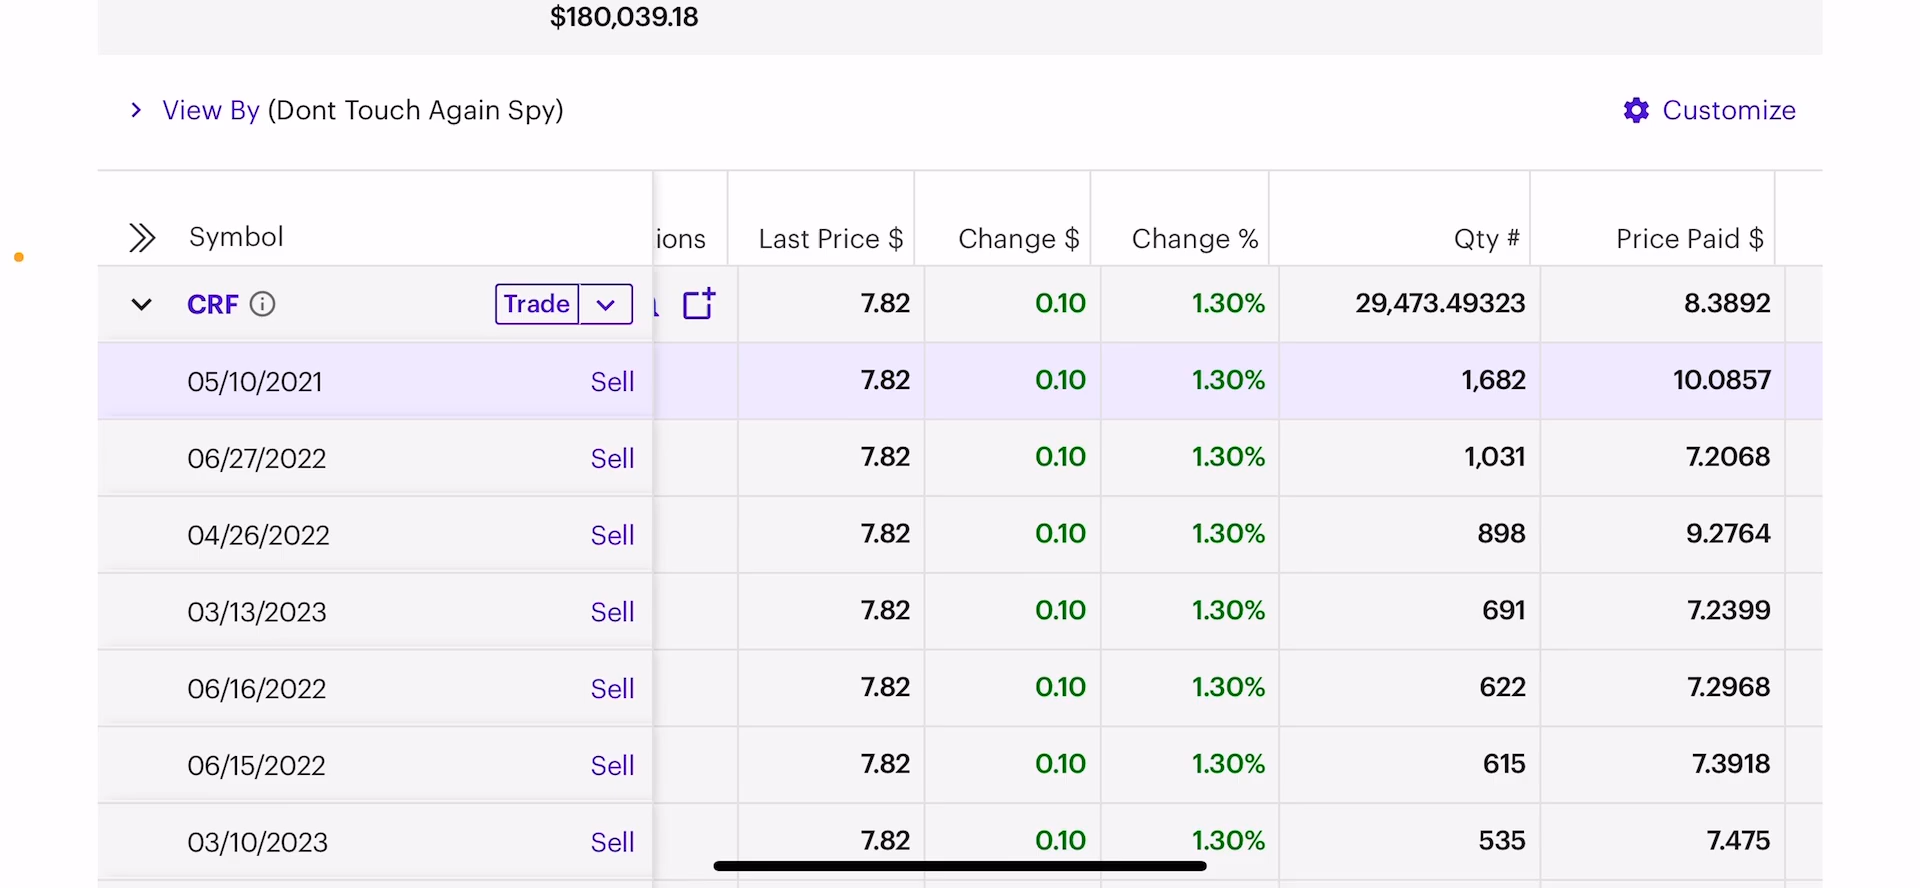 $180,039.18
View By (Dont Touch Again Spy) Customize
Symbol ions Last Price $ Change $ Change % Qty # Price Paid $
CRF Trade 7.82 0.10 1.30% 29,473.49323 8.3892
05/10/2021 Sell 7.82 0.10 1.30% 1,682 10.0857
06/27/2022 Sell 7.82 0.10 1.30% 1,031 7.2068
04/26/2022 Sell 7.82 0.10 1.30% 898 9.2764
03/13/2023 Sell 7.82 0.10 1.30% 691 7.2399
06/16/2022 Sell 7.82 0.10 1.30% 622 7.2968
06/15/2022 Sell 7.82 0.10 1.30% 615 7.3918
03/10/2023 Sell 7.82 0.10 1.30% 535 7.475